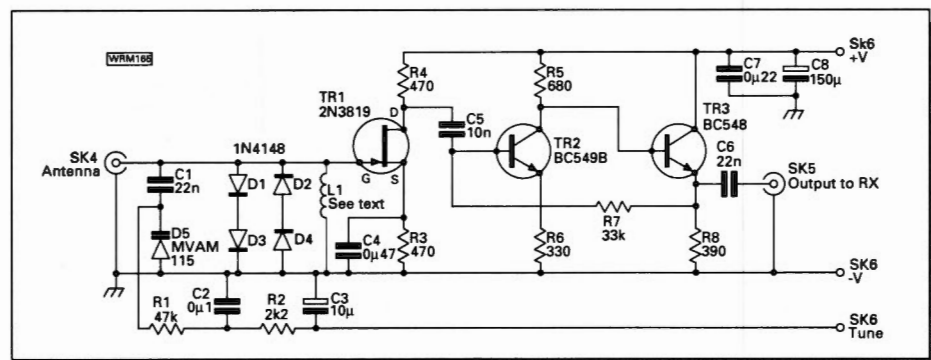 WRM166
SK4
Antenna
C1
22n
D5
MVAM
115
1N4148
D1
D2
D3
D4
L1
See text
TR1
2N3819
D
G
S
R4
470
C4
0µ47
R3
470
C5
10n
R5
680
TR2
BC549B
R6
330
R7
33k
TR3
BC548
C6
22n
R8
390
C7
0µ22
C8
150µ
Sk6
+V
SK5
Output to RX
SK6
-V
R1
47k
C2
0µ1
R2
2k2
C3
10µ
SK6
Tune